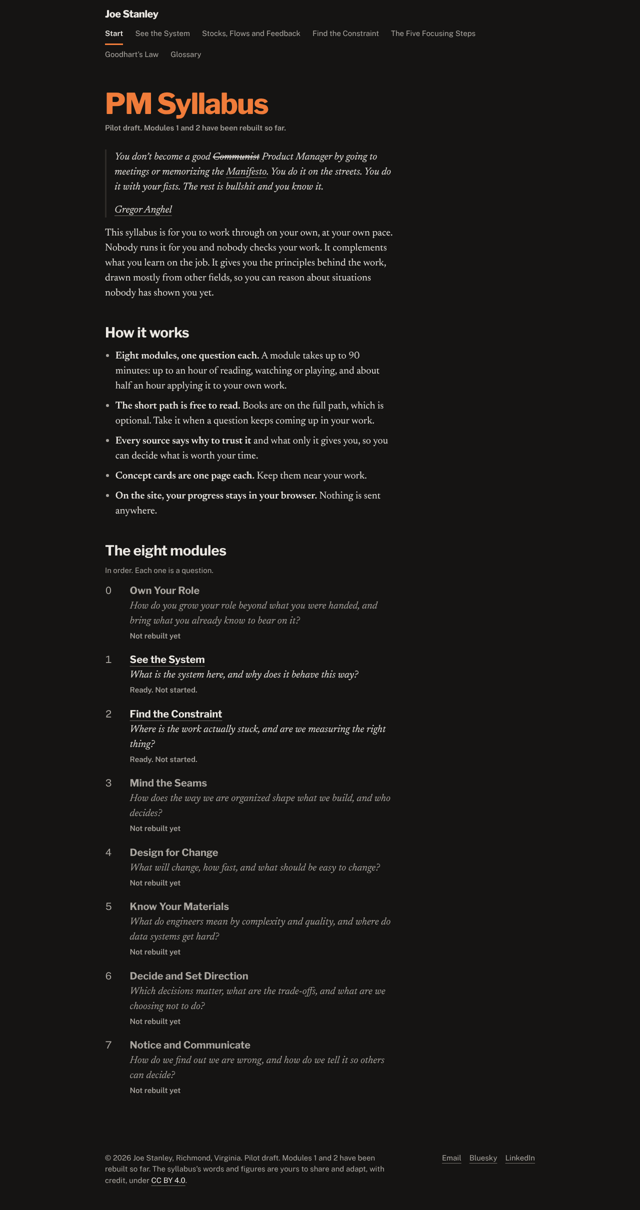 Joe Stanley
Start See the System Stocks, Flows and Feedback Find the Constraint The Five Focusing Steps
Goodhart's Law Glossary
PM Syllabus
Pilot draft. Modules 1 and 2 have been rebuilt so far.
You don't become a good Communist Product Manager by going to
meetings or memorizing the Manifesto. You do it on the streets. You do
it with your fists. The rest is bullshit and you know it.
Gregor Anghel
This syllabus is for you to work through on your own, at your own pace.
Nobody runs it for you and nobody checks your work. It complements
what you learn on the job. It gives you the principles behind the work,
drawn mostly from other fields, so you can reason about situations
nobody has shown you yet.
How it works
• Eight modules, one question each. A module takes up to 90
minutes: up to an hour of reading, watching or playing, and about
half an hour applying it to your own work.
• The short path is free to read. Books are on the full path, which is
optional. Take it when a question keeps coming up in your work.
• Every source says why to trust it and what only it gives you, so you
can decide what is worth your time.
• Concept cards are one page each. Keep them near your work.
• On the site, your progress stays in your browser. Nothing is sent
anywhere.
The eight modules
In order. Each one is a question.
0 Own Your Role
How do you grow your role beyond what you were handed, and
bring what you already know to bear on it?
Not rebuilt yet
1 See the System
What is the system here, and why does it behave this way?
Ready. Not started.
2 Find the Constraint
Where is the work actually stuck, and are we measuring the right
thing?
Ready. Not started.
3 Mind the Seams
How does the way we are organized shape what we build, and who
decides?
Not rebuilt yet
4 Design for Change
What will change, how fast, and what should be easy to change?
Not rebuilt yet
5 Know Your Materials
What do engineers mean by complexity and quality, and where do
data systems get hard?
Not rebuilt yet
6 Decide and Set Direction
Which decisions matter, what are the trade-offs, and what are we
choosing not to do?
Not rebuilt yet
7 Notice and Communicate
How do we find out we are wrong, and how do we tell it so others
can decide?
Not rebuilt yet
© 2026 Joe Stanley, Richmond, Virginia. Pilot draft. Modules 1 and 2 have been
rebuilt so far. The syllabus's words and figures are yours to share and adapt, with
credit, under CC BY 4.0.
Email Bluesky LinkedIn